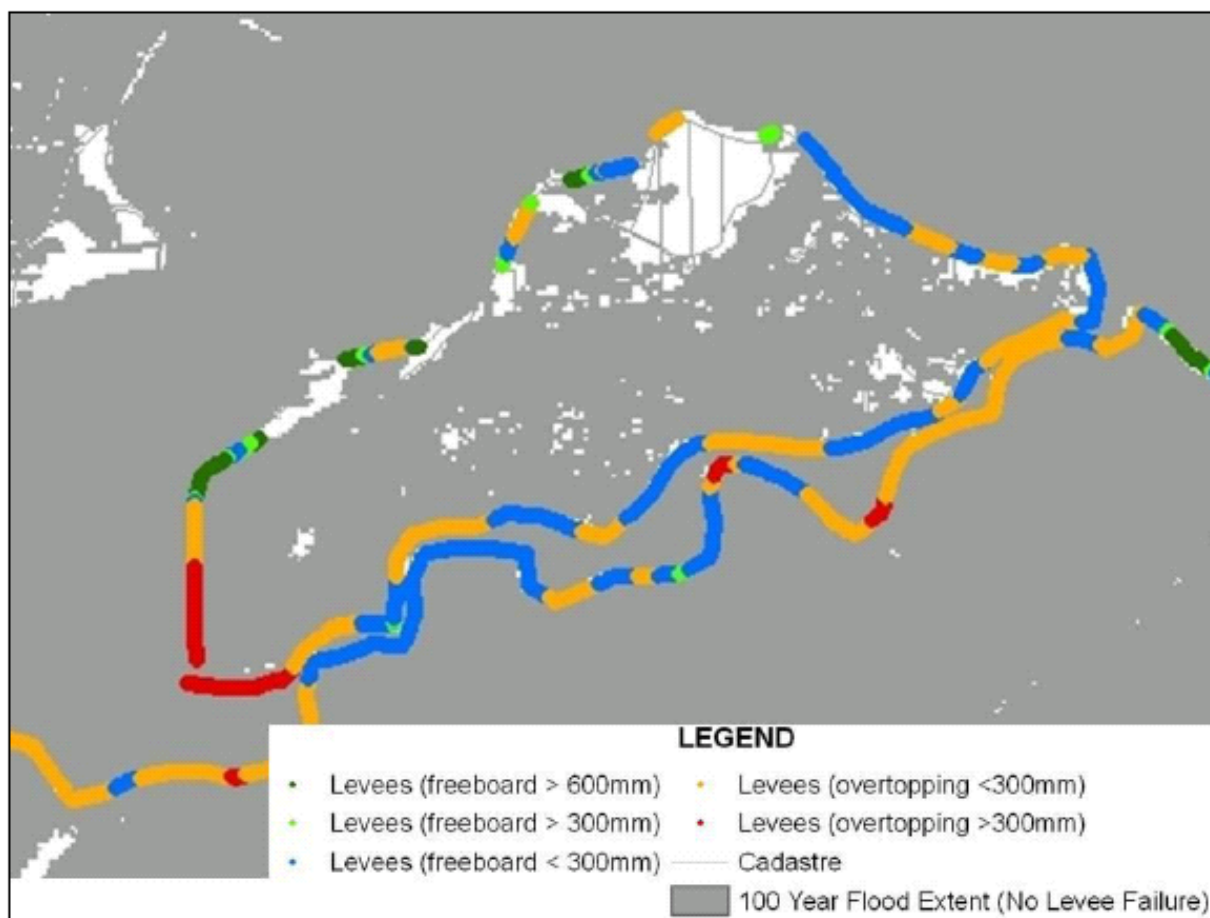 LEGEND
Levees (freeboard > 600mm)
Levees (freeboard > 300mm)
Levees (freeboard < 300mm)
Levees (overtopping <300mm)
Levees (overtopping >300mm)
Cadastre
100 Year Flood Extent (No Levee Failure)